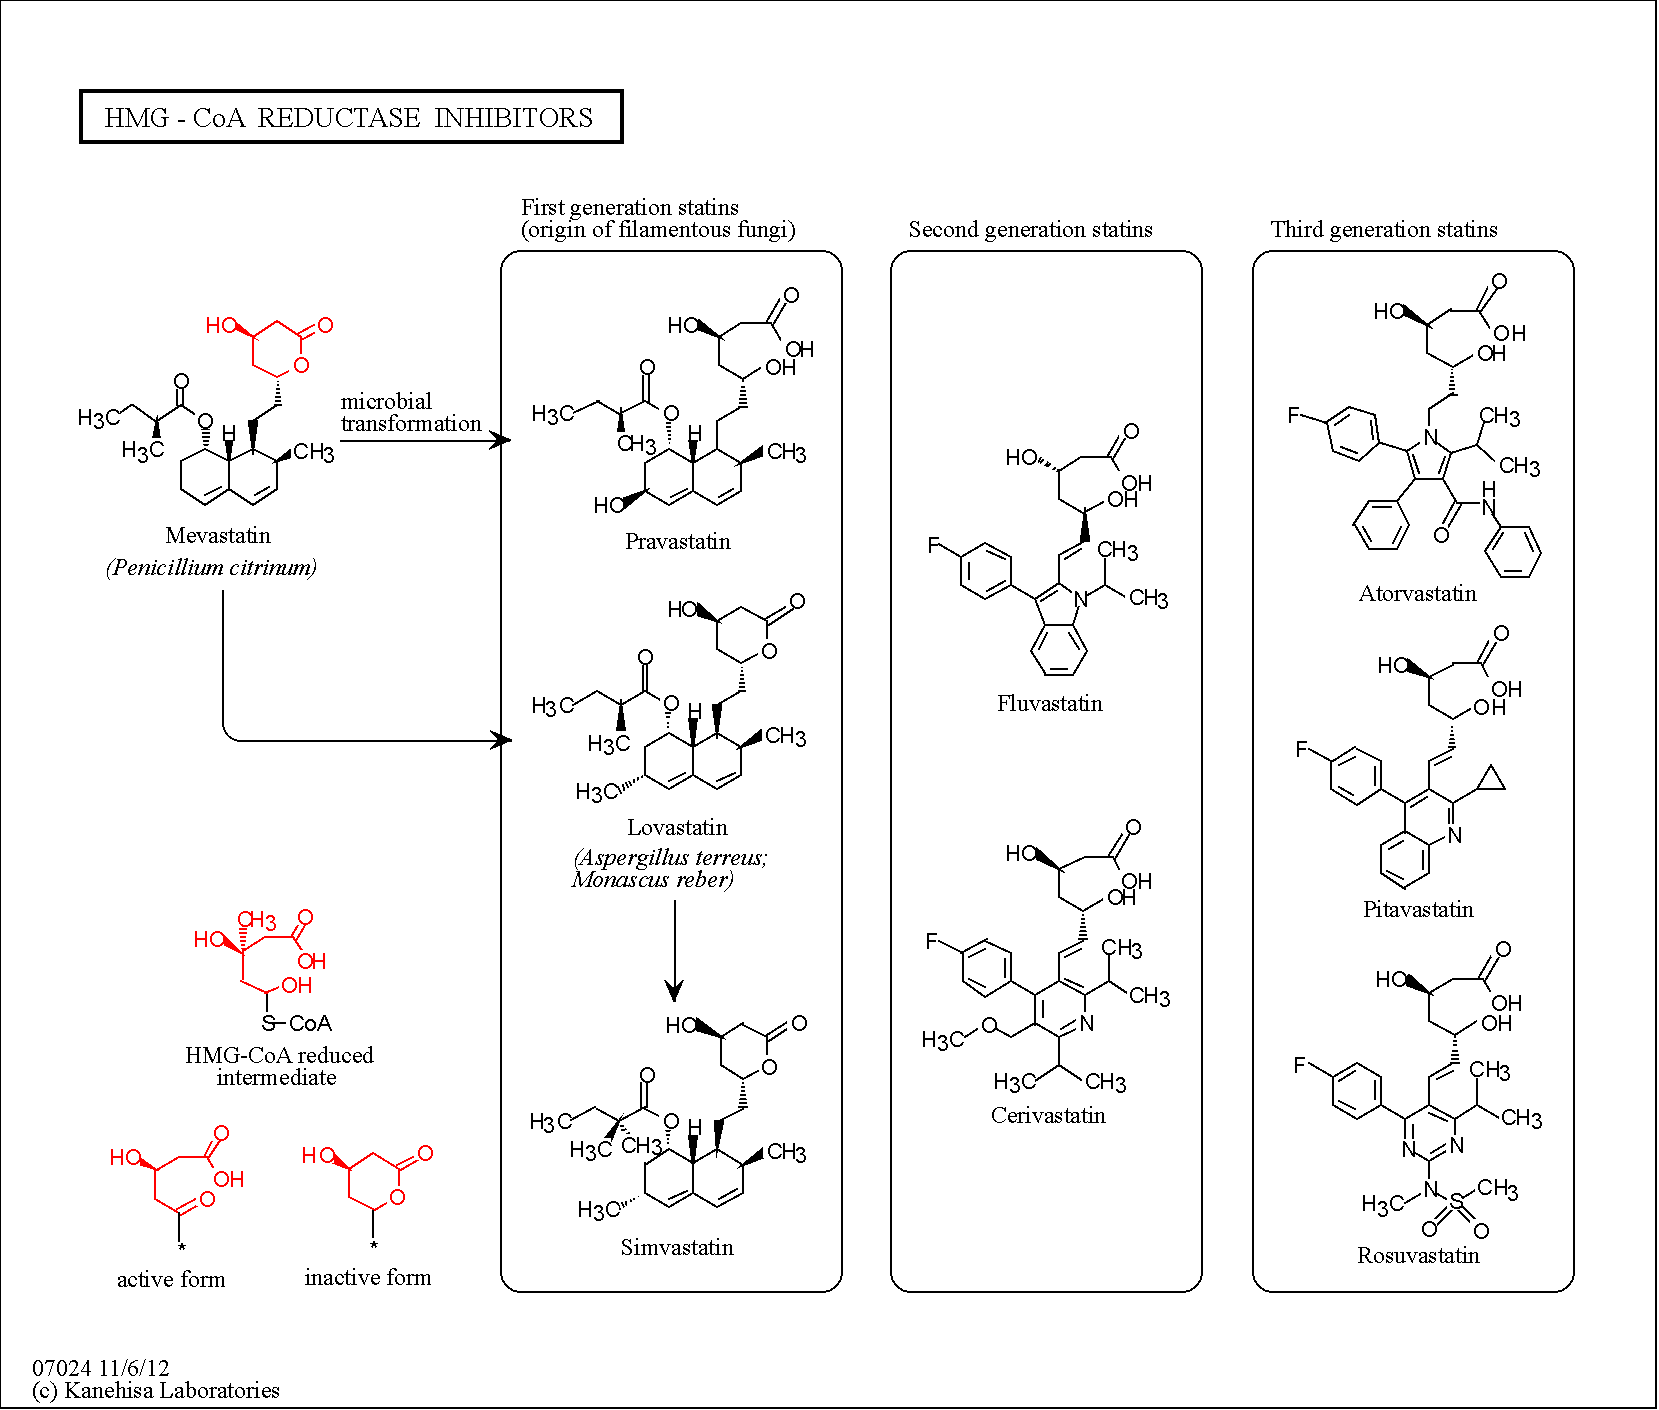 HMG - CoA REDUCTASE INHIBITORS
First generation statins
(origin of filamentous fungi)
Second generation statins
Third generation statins
HO
O
O
O
O
H3C
H3C
H
CH3
Mevastatin
(Penicillium citrinum)
microbial
transformation
O
HO
OH
OH
O
O
H3C
CH3
H
CH3
HO
Pravastatin
HO
O
O
O
O
H3C
H3C
H
CH3
H3C
Lovastatin
(Aspergillus terreus;
Monascus reber)
HO
O
O
O
O
H3C
H3C
CH3
H
CH3
H3C
Simvastatin
O
HO
OH
OH
F
CH3
N
CH3
Fluvastatin
O
HO
OH
OH
F
CH3
CH3
N
O
H3C
H3C
CH3
Cerivastatin
O
HO
OH
OH
F
CH3
N
CH3
H
N
O
Atorvastatin
O
HO
OH
OH
F
N
Pitavastatin
O
HO
OH
OH
F
CH3
CH3
N
N
H3C
N
S
CH3
O
O
Rosuvastatin
CH3
O
HO
OH
OH
S
CoA
HMG-CoA reduced
intermediate
O
HO
OH
O
*
active form
HO
O
O
*
inactive form
07024 11/6/12
(c) Kanehisa Laboratories